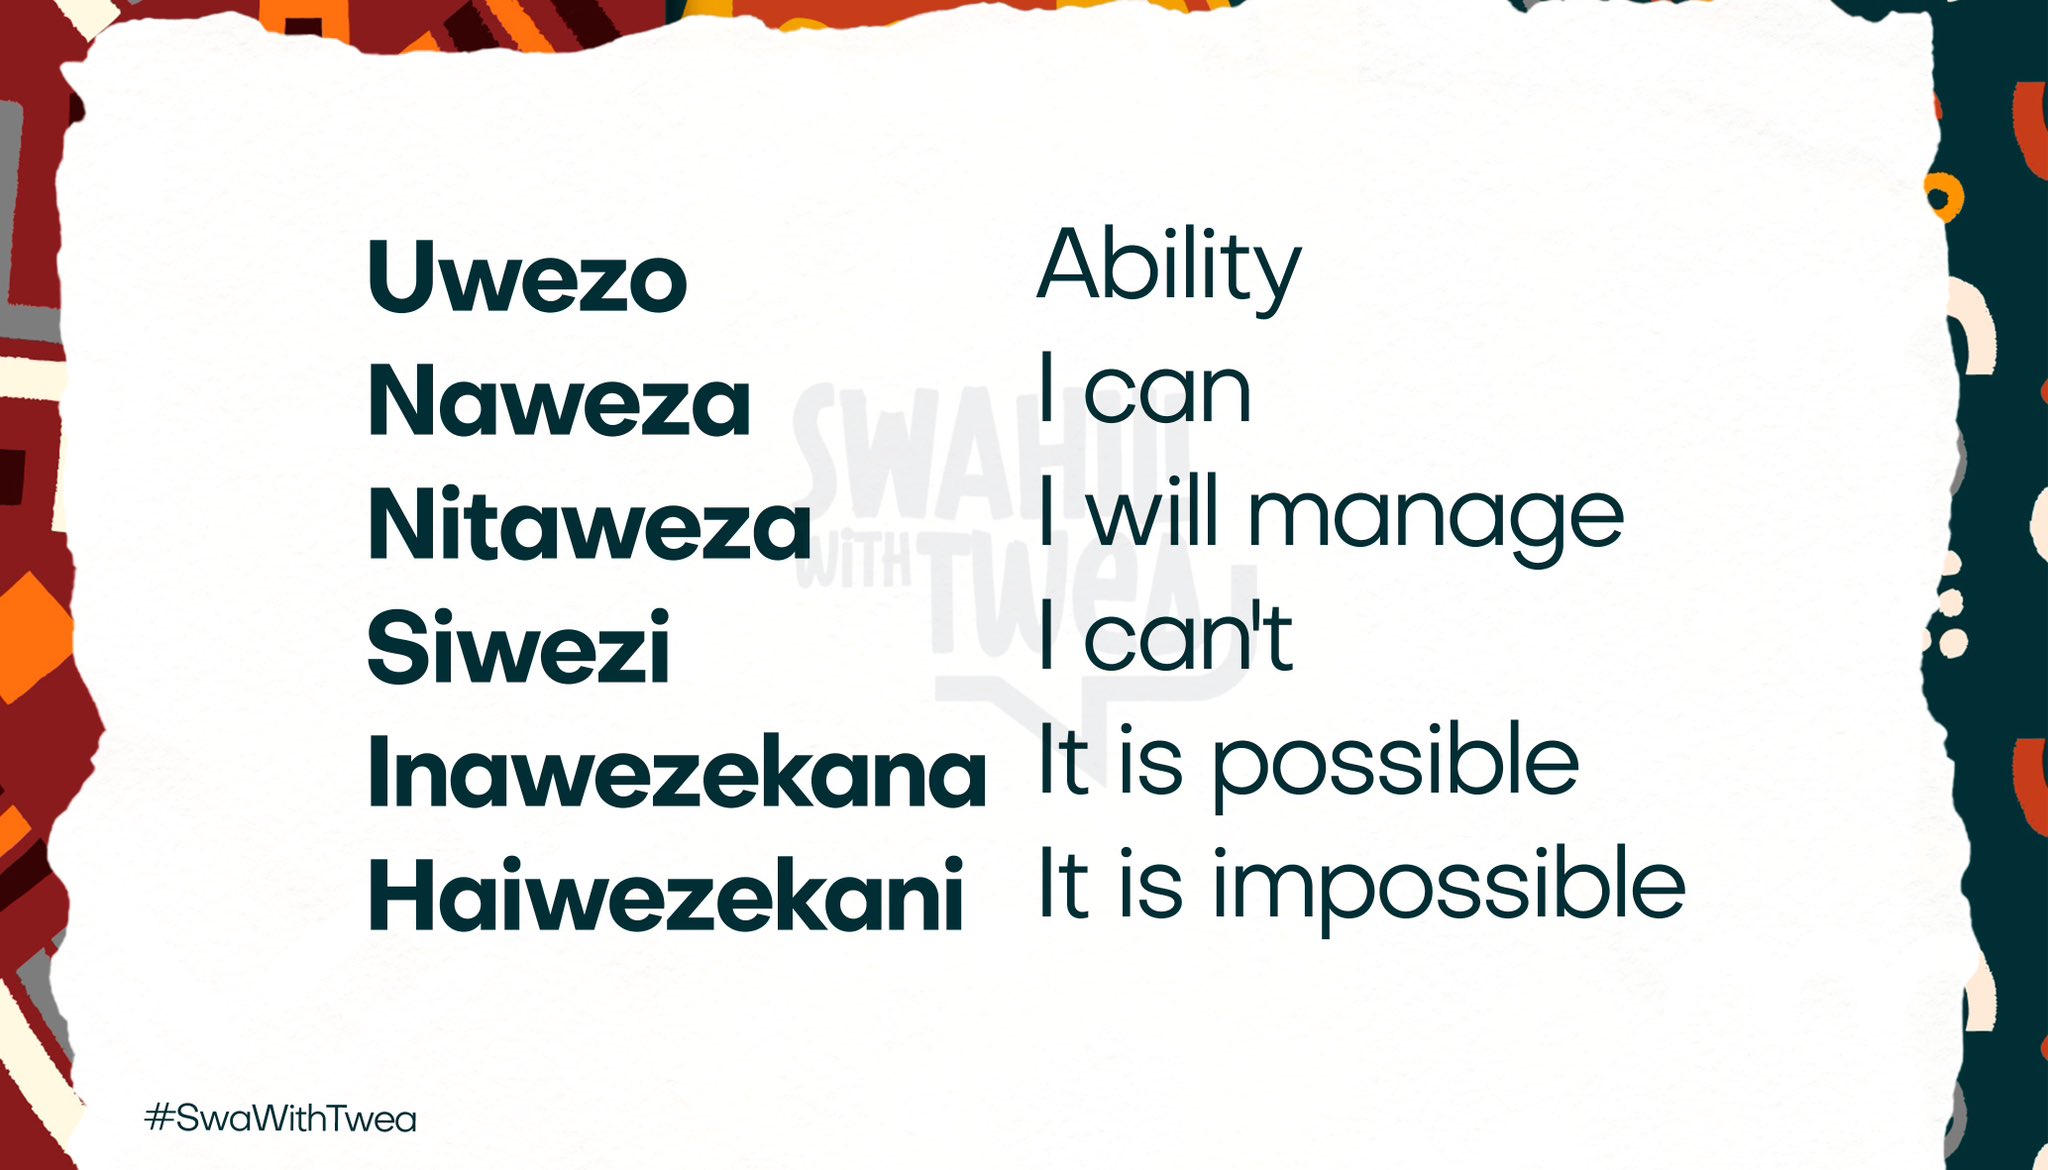 Uwezo Ability
Naweza I can
Nitaweza I will manage
Siwezi I can't
Inawezekana It is possible
Haiwezekani It is impossible
SWAHILI
WITH TWEA
#SwaWithTwea